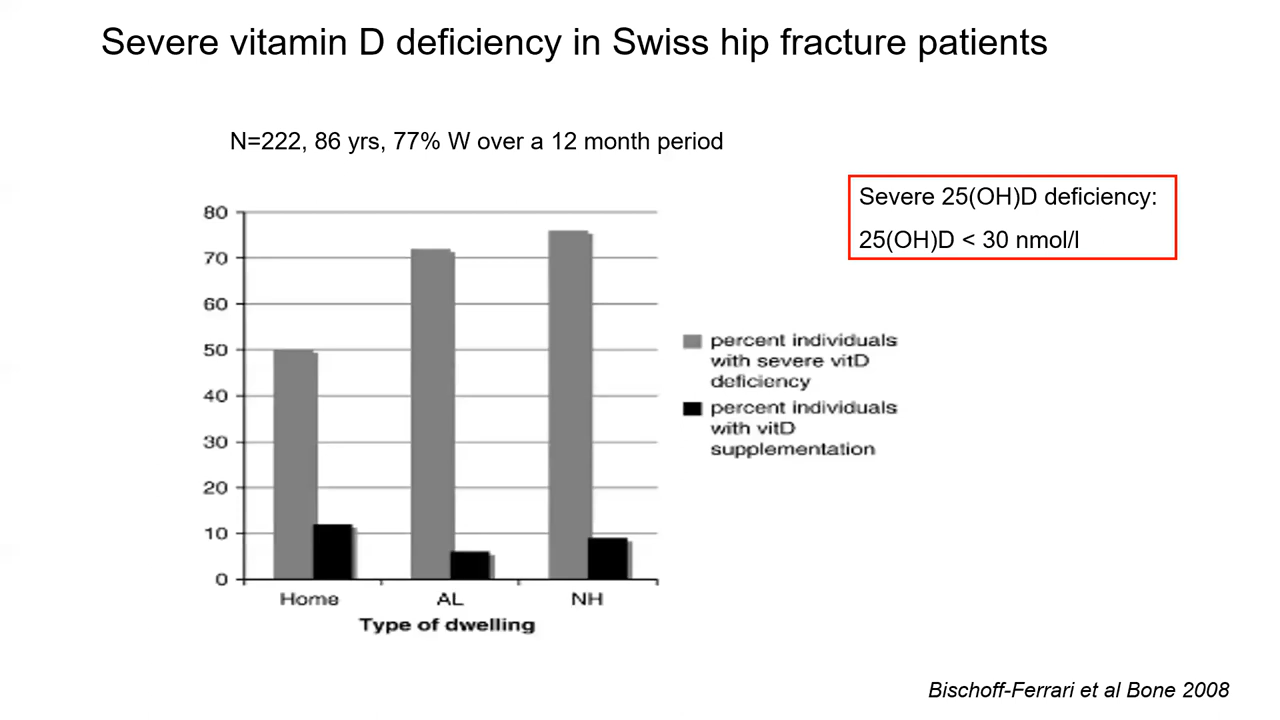 Severe vitamin D deficiency in Swiss hip fracture patients
N=222, 86 yrs, 77% W over a 12 month period
Severe 25(OH)D deficiency:
25(OH)D < 30 nmol/l
80
70
60
50
40
30
20
10
0
Home AL NH
Type of dwelling
percent individuals
with severe vitD
deficiency
percent individuals
with vitD
supplementation
Bischoff-Ferrari et al Bone 2008